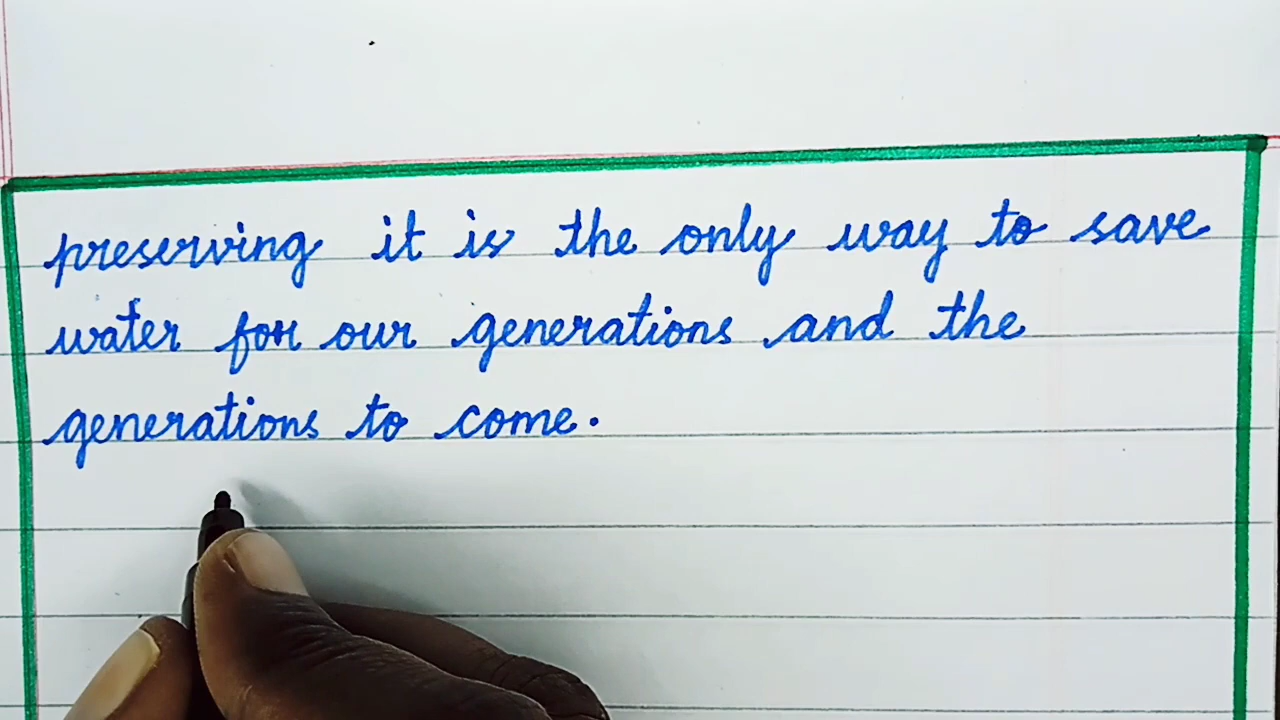 preserving it is the only way to save
water for our generations and the
generations to come.